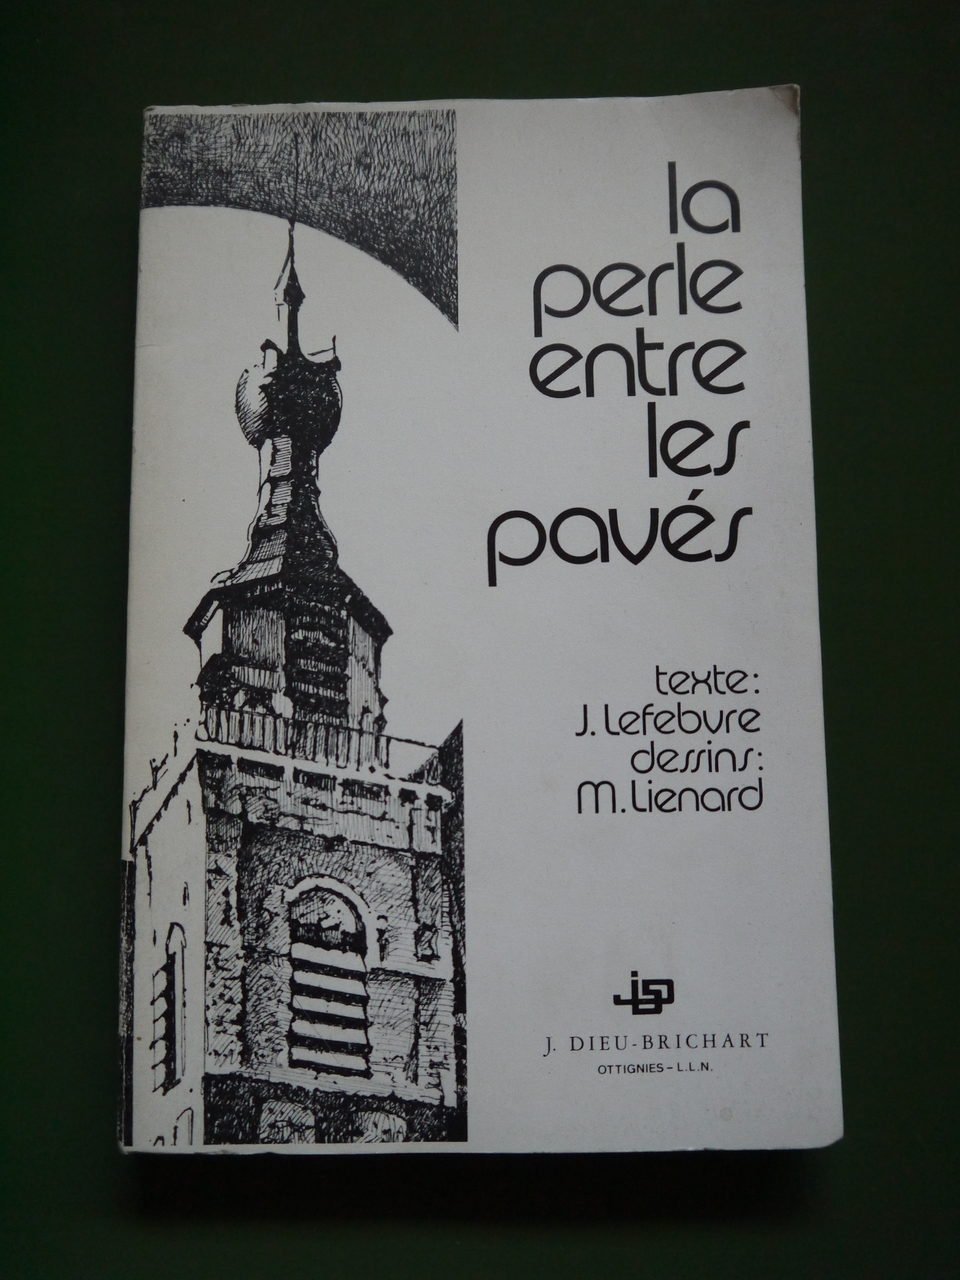 la
perle
entre
les
pavés
texte:
J. Lefebvre
dessins:
M. Lienard
J. DIEU-BRICHART
OTTIGNIES - L.L.N.